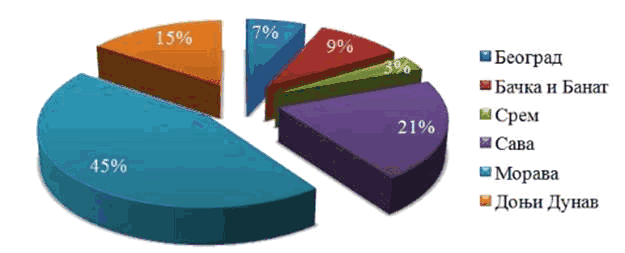 7%
9%
3%
21%
45%
15%
Београд
Бачка и Банат
Срем
Сава
Морава
Доњи Дунав